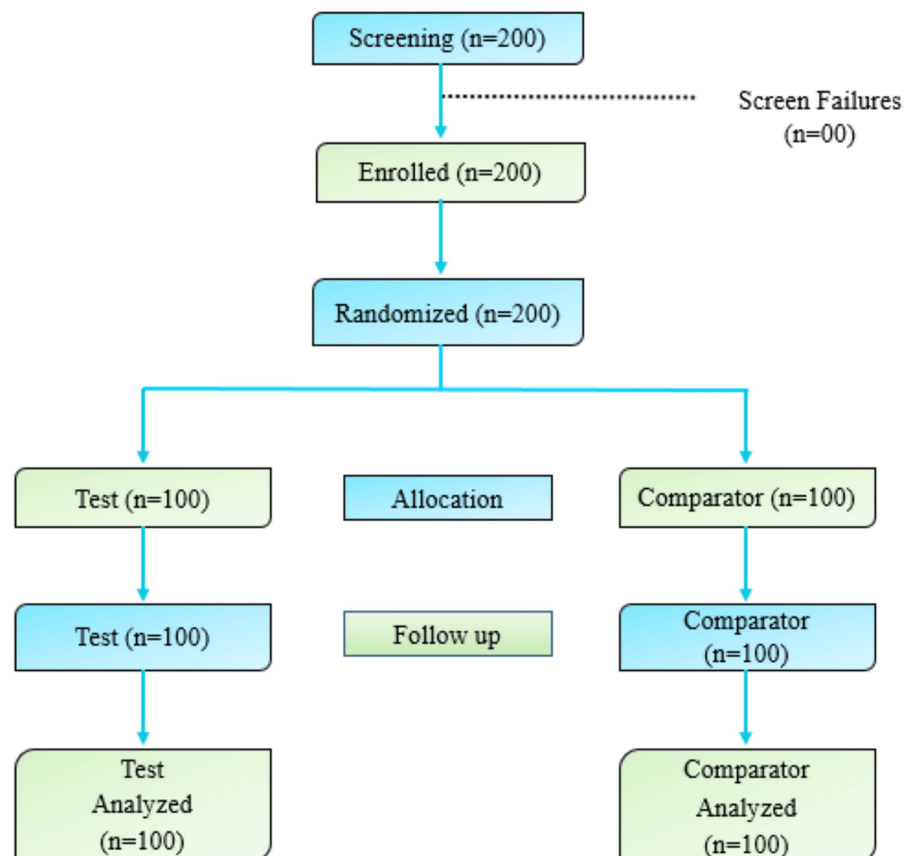 Screening (n=200)
Screen Failures
(n=00)
Enrolled (n=200)
Randomized (n=200)
Test (n=100)
Allocation
Comparator (n=100)
Test (n=100)
Follow up
Comparator
(n=100)
Test
Analyzed
(n=100)
Comparator
Analyzed
(n=100)